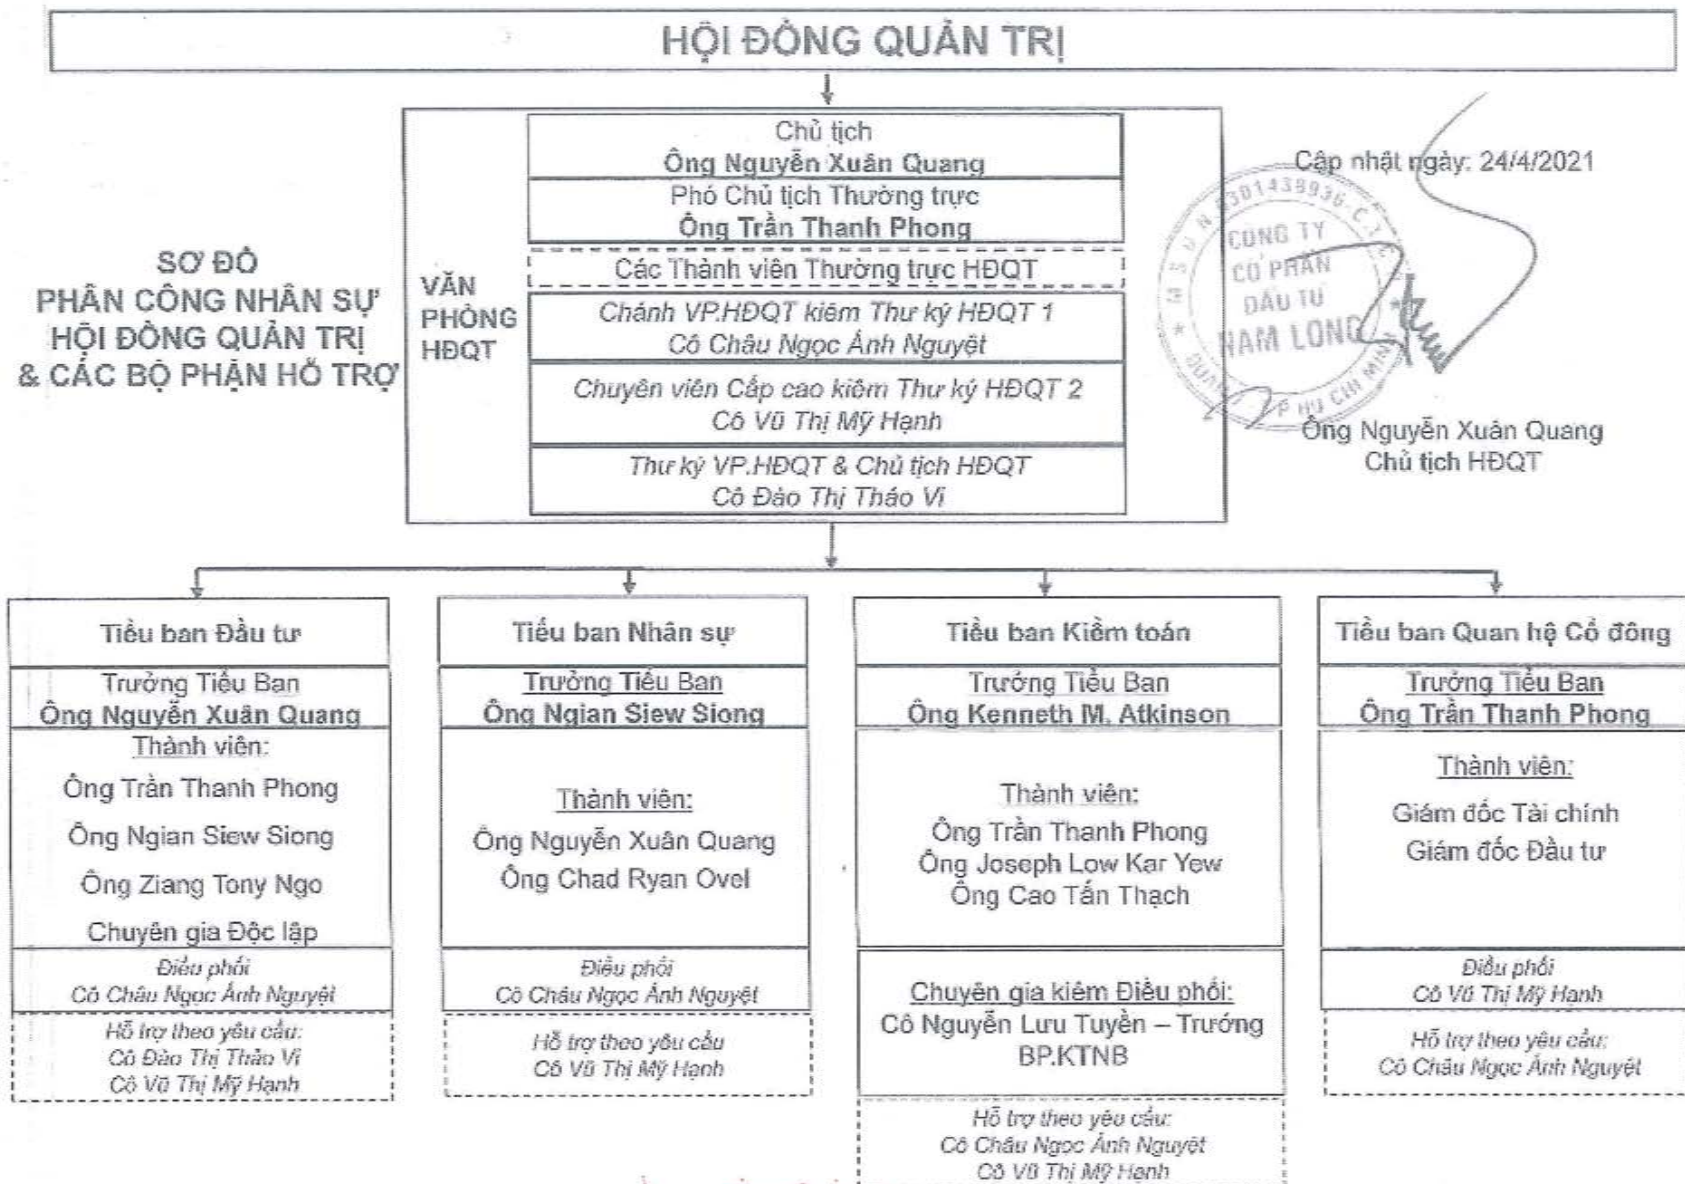 HỘI ĐỒNG QUẢN TRỊ
Chủ tịch
Ông Nguyễn Xuân Quang
Phó Chủ tịch Thường trực
Ông Trần Thanh Phong
Các Thành viên Thường trực HĐQT
Chánh VP.HĐQT kiêm Thư ký HĐQT 1
Cô Châu Ngọc Ánh Nguyệt
Chuyên viên Cấp cao kiêm Thư ký HĐQT 2
Cô Vũ Thị Mỹ Hạnh
Thư ký VP.HĐQT & Chủ tịch HĐQT
Cô Đào Thị Thảo Vi
VĂN
PHÒNG
HĐQT
SƠ ĐỒ
PHÂN CÔNG NHÂN SỰ
HỘI ĐỒNG QUẢN TRỊ
& CÁC BỘ PHẬN HỖ TRỢ
Cập nhật ngày: 24/4/2021
CÔNG TY
CỔ PHẦN
ĐẦU TƯ
NAM LONG
Ông Nguyễn Xuân Quang
Chủ tịch HĐQT
Tiểu ban Đầu tư
Trưởng Tiểu Ban
Ông Nguyễn Xuân Quang
Thành viên:
Ông Trần Thanh Phong
Ông Ngian Siew Siong
Ông Ziang Tony Ngo
Chuyên gia Độc lập
Điều phối
Cô Châu Ngọc Ánh Nguyệt
Hỗ trợ theo yêu cầu:
Cô Đào Thị Thảo Vi
Cô Vũ Thị Mỹ Hạnh
Tiểu ban Nhân sự
Trưởng Tiểu Ban
Ông Ngian Siew Siong
Thành viên:
Ông Nguyễn Xuân Quang
Ông Chad Ryan Ovel
Điều phối
Cô Châu Ngọc Ánh Nguyệt
Hỗ trợ theo yêu cầu
Cô Vũ Thị Mỹ Hạnh
Tiểu ban Kiểm toán
Trưởng Tiểu Ban
Ông Kenneth M. Atkinson
Thành viên:
Ông Trần Thanh Phong
Ông Joseph Low Kar Yew
Ông Cao Tấn Thạch
Chuyên gia kiêm Điều phối:
Cô Nguyễn Lưu Tuyền – Trưởng
BP.KTNB
Hỗ trợ theo yêu cầu:
Cô Châu Ngọc Ánh Nguyệt
Cô Vũ Thị Mỹ Hạnh
Tiểu ban Quan hệ Cổ đông
Trưởng Tiểu Ban
Ông Trần Thanh Phong
Thành viên:
Giám đốc Tài chính
Giám đốc Đầu tư
Điều phối
Cô Vũ Thị Mỹ Hạnh
Hỗ trợ theo yêu cầu:
Cô Châu Ngọc Ánh Nguyệt